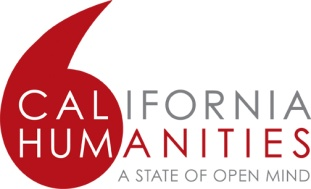 CALIFORNIA
HUMANITIES
A STATE OF OPEN MIND